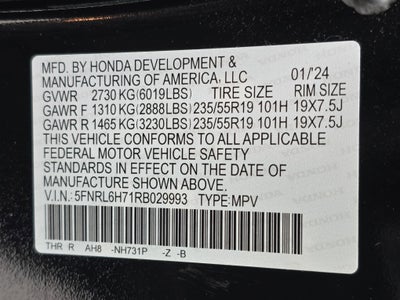 MFD. BY HONDA DEVELOPMENT &
MANUFACTURING OF AMERICA, LLC 01/'24
GVWR 2730 KG(6019LBS) TIRE SIZE RIM SIZE
GAWR F 1310 KG(2888LBS) 235/55R19 101H 19X7.5J
GAWR R 1465 KG(3230LBS) 235/55R19 101H 19X7.5J
THIS VEHICLE CONFORMS TO ALL APPLICABLE
FEDERAL MOTOR VEHICLE SAFETY
STANDARDS IN EFFECT ON THE DATE OF
MANUFACTURE SHOWN ABOVE.
V.I.N.: 5FNRL6H71RB029993 TYPE:MPV
THR R AH8 -NH731P -Z -B